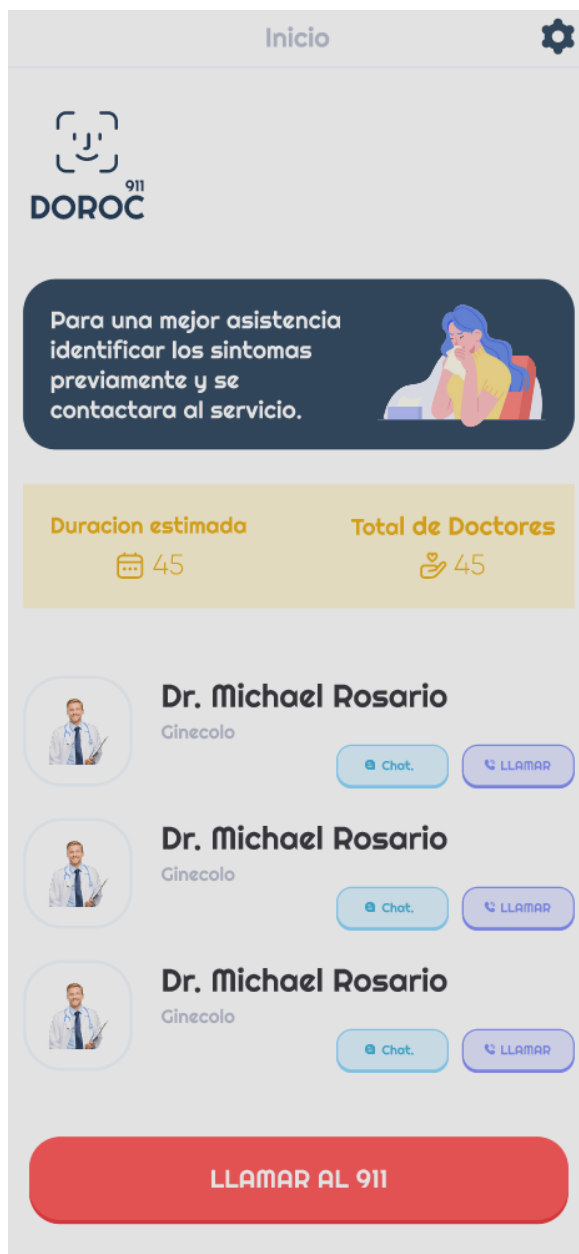 Inicio
911
DOROC
Para una mejor asistencia
identificar los sintomas
previamente y se
contactara al servicio.
Duracion estimada
45
Total de Doctores
45
Dr. Michael Rosario
Ginecolo
Chat.
LLAMAR
Dr. Michael Rosario
Ginecolo
Chat.
LLAMAR
Dr. Michael Rosario
Ginecolo
Chat.
LLAMAR
LLAMAR AL 911